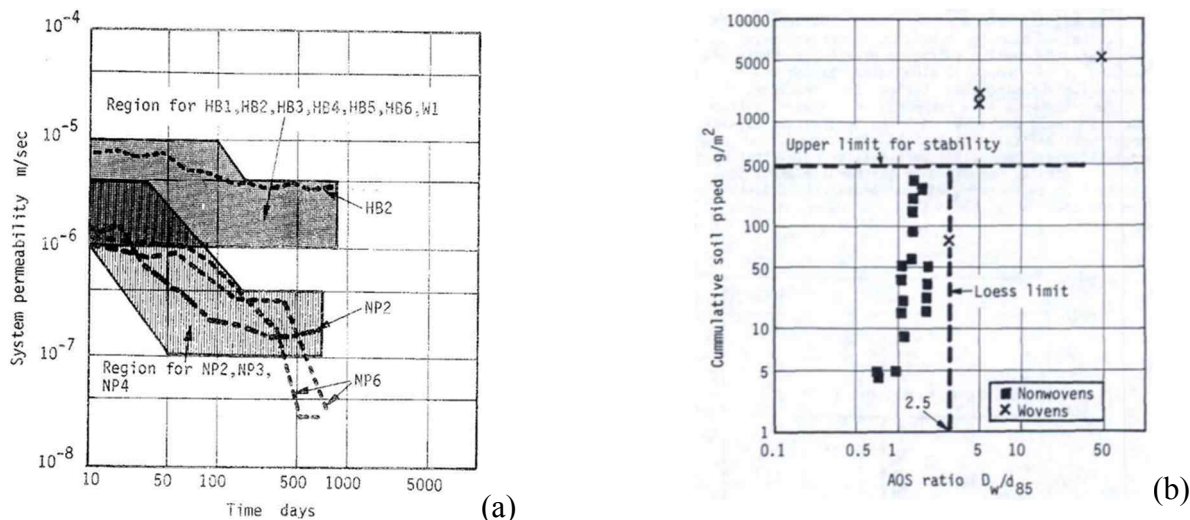 10⁻⁴
10⁻⁵
10⁻⁶
10⁻⁷
10⁻⁸
System permeability m/sec
Region for HB1,HB2,HB3,HB4,HB5,HB6,W1
HB2
NP2
Region for NP2,NP3,
NP4
NP6
10 50 100 500 1000 5000
Time days
(a)
10000
5000
1000
500
100
50
10
5
1
Cummulative soil piped g/m²
Upper limit for stability
Loess limit
2.5
Nonwovens
Wovens
0.1 1 5 10 50
AOS ratio D_w/d_85
(b)